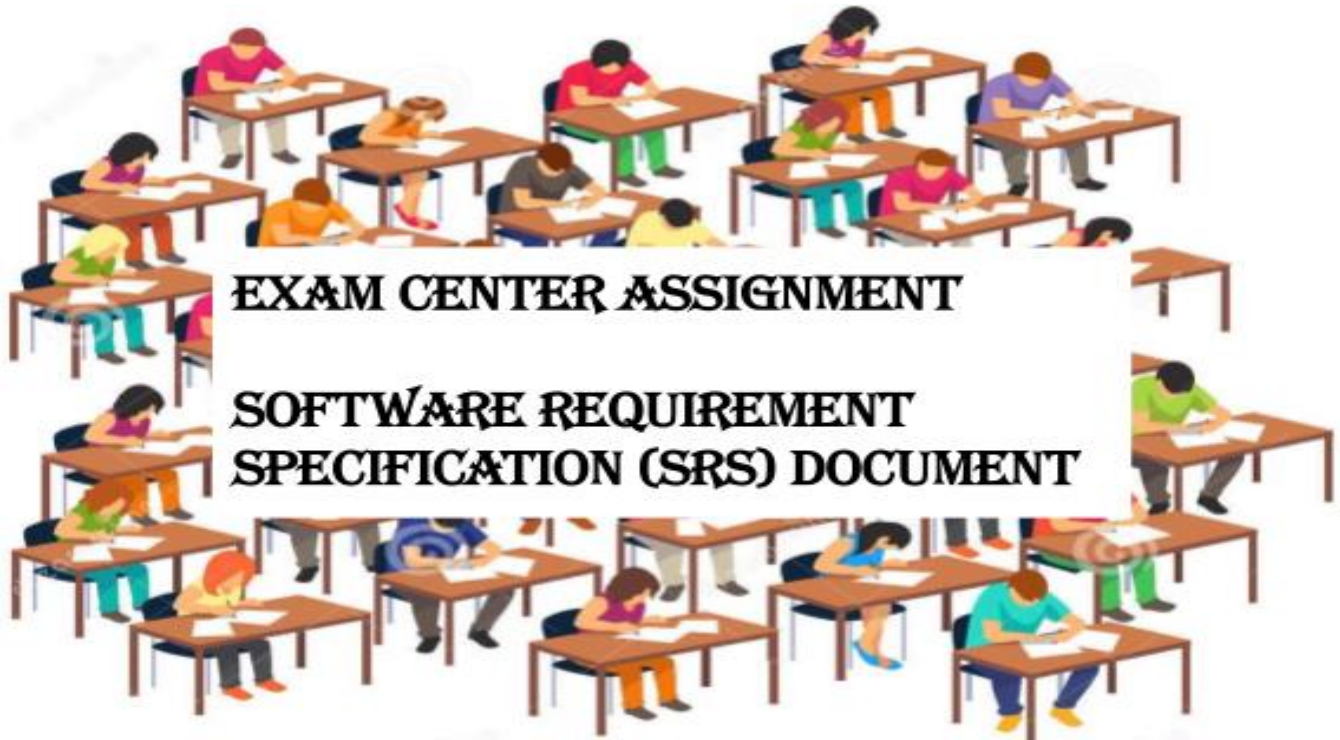 EXAM CENTER ASSIGNMENT
SOFTWARE REQUIREMENT
SPECIFICATION (SRS) DOCUMENT